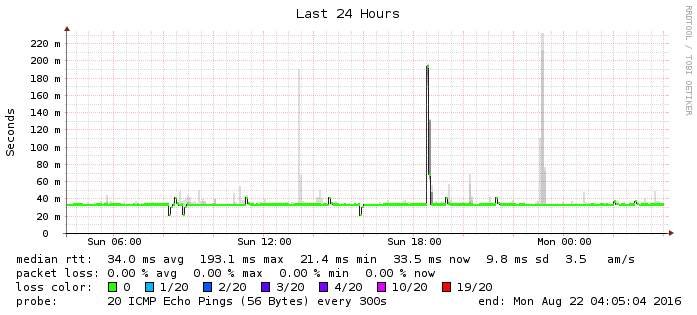 Last 24 Hours
RRDTOOL / TOBI OETIKER
Seconds
220 m
200 m
180 m
160 m
140 m
120 m
100 m
80 m
60 m
40 m
20 m
0
Sun 06:00 Sun 12:00 Sun 18:00 Mon 00:00
median rtt: 34.0 ms avg 193.1 ms max 21.4 ms min 33.5 ms now 9.8 ms sd 3.5 am/s
packet loss: 0.00 % avg 0.00 % max 0.00 % min 0.00 % now
loss color: 0 1/20 2/20 3/20 4/20 10/20 19/20
probe: 20 ICMP Echo Pings (56 Bytes) every 300s end: Mon Aug 22 04:05:04 2016